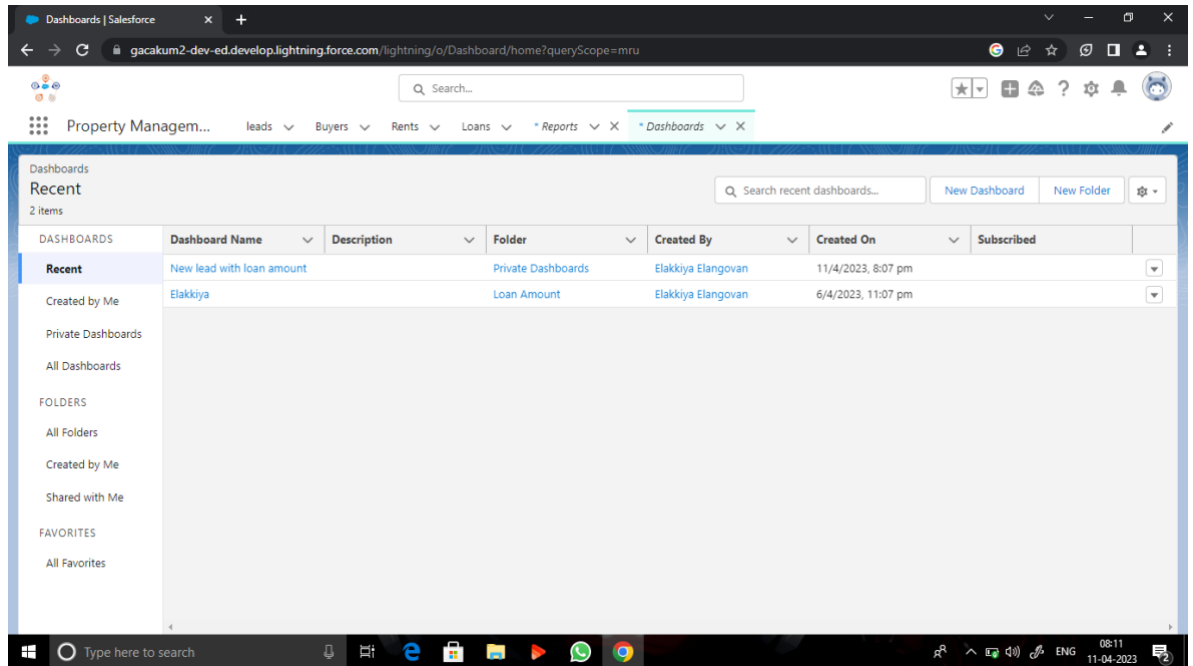 Dashboards | Salesforce
gacakum2-dev-ed.develop.lightning.force.com/lightning/o/Dashboard/home?queryScope=mru
Search...
Property Managem... leads Buyers Rents Loans * Reports * Dashboards
Dashboards
Recent
2 items
Search recent dashboards...
New Dashboard New Folder
DASHBOARDS Dashboard Name Description Folder Created By Created On Subscribed
Recent New lead with loan amount Private Dashboards Elakkiya Elangovan 11/4/2023, 8:07 pm
Created by Me Elakkiya Loan Amount Elakkiya Elangovan 6/4/2023, 11:07 pm
Private Dashboards
All Dashboards
FOLDERS
All Folders
Created by Me
Shared with Me
FAVORITES
All Favorites
Type here to search ENG 08:11
11-04-2023 2